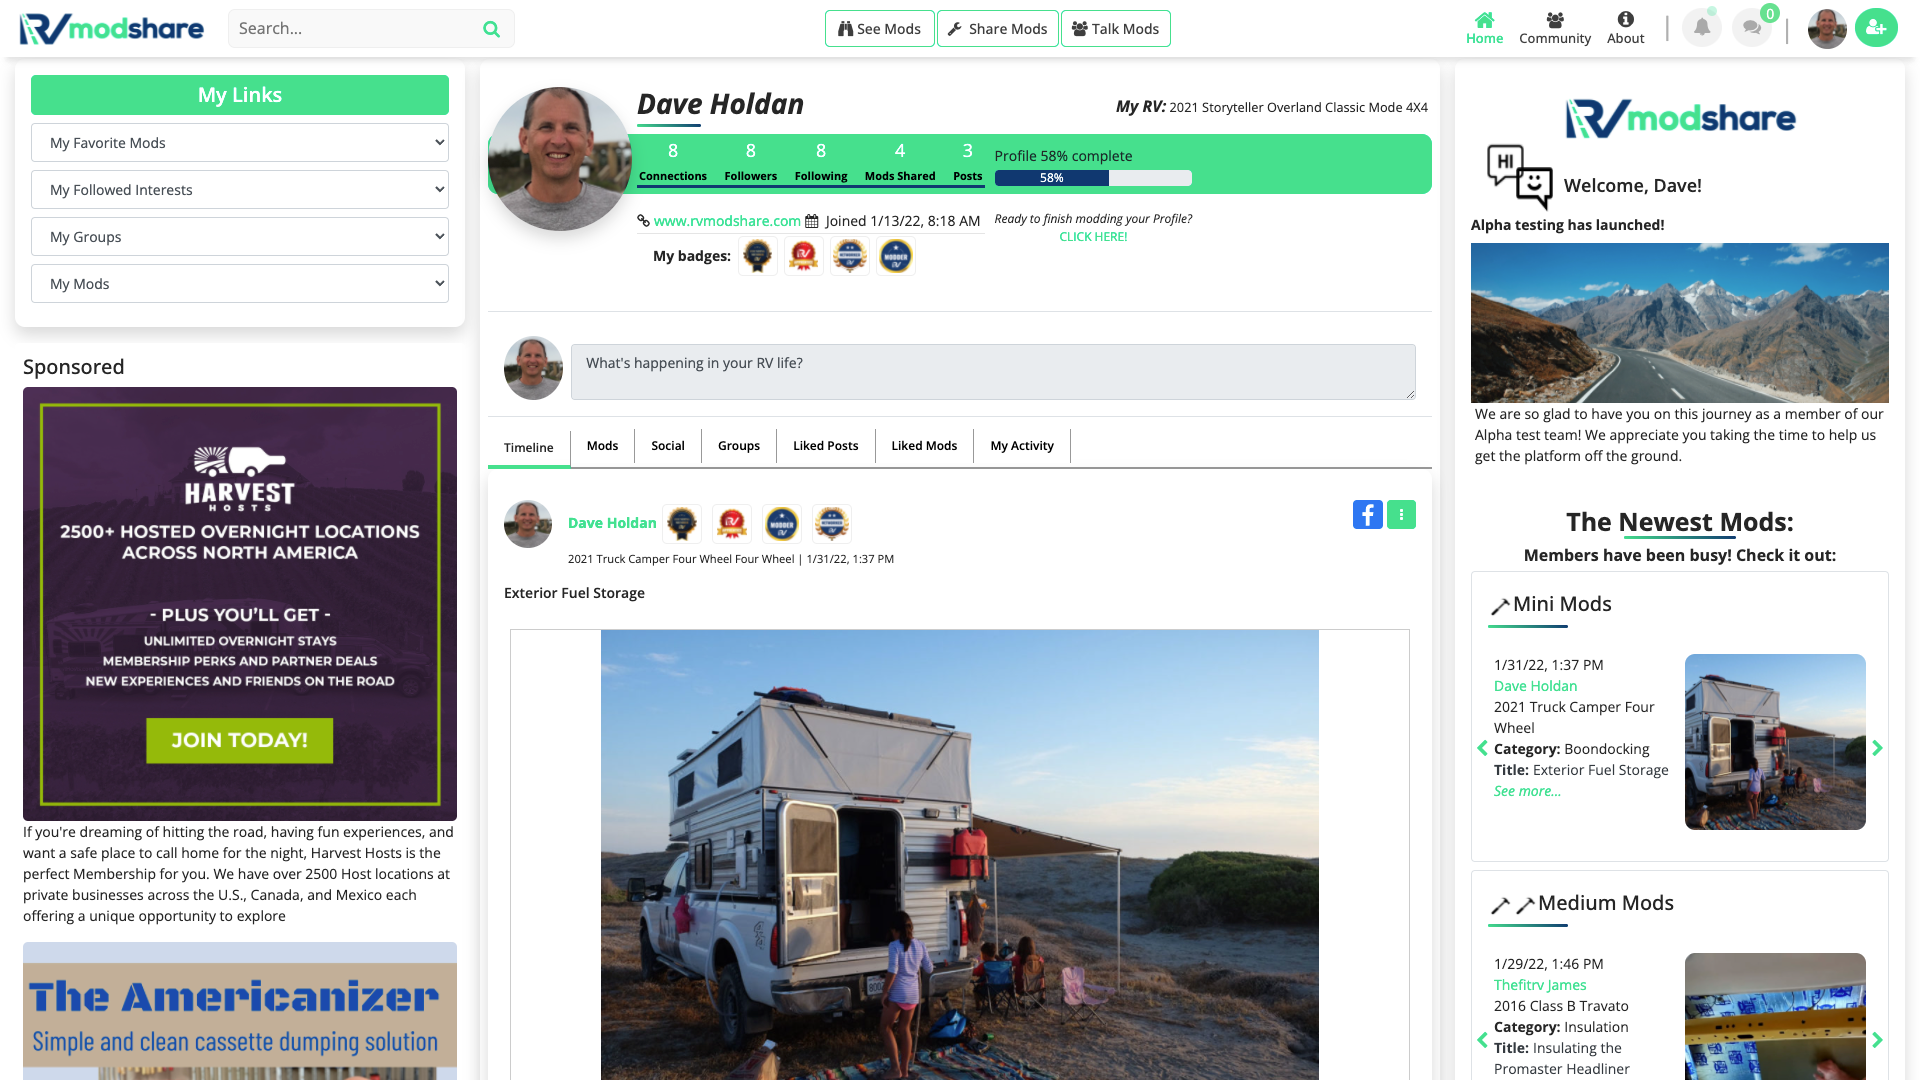 RVmodshare
Search...
See Mods
Share Mods
Talk Mods
Home
Community
About
0
My Links
My Favorite Mods
My Followed Interests
My Groups
My Mods
Sponsored
HARVEST
HOSTS
2500+ HOSTED OVERNIGHT LOCATIONS
ACROSS NORTH AMERICA
- PLUS YOU'LL GET -
UNLIMITED OVERNIGHT STAYS
MEMBERSHIP PERKS AND PARTNER DEALS
NEW EXPERIENCES AND FRIENDS ON THE ROAD
JOIN TODAY!
If you're dreaming of hitting the road, having fun experiences, and
want a safe place to call home for the night, Harvest Hosts is the
perfect Membership for you. We have over 2500 Host locations at
private businesses across the U.S., Canada, and Mexico each
offering a unique opportunity to explore
The Americanizer
Simple and clean cassette dumping solution
Dave Holdan
My RV: 2021 Storyteller Overland Classic Mode 4X4
8 8 8 4 3
Connections Followers Following Mods Shared Posts
Profile 58% complete
58%
www.rvmodshare.com Joined 1/13/22, 8:18 AM
Ready to finish modding your Profile?
CLICK HERE!
My badges:
What's happening in your RV life?
Timeline Mods Social Groups Liked Posts Liked Mods My Activity
Dave Holdan
2021 Truck Camper Four Wheel Four Wheel | 1/31/22, 1:37 PM
Exterior Fuel Storage
RVmodshare
HI
Welcome, Dave!
Alpha testing has launched!
We are so glad to have you on this journey as a member of our
Alpha test team! We appreciate you taking the time to help us
get the platform off the ground.
The Newest Mods:
Members have been busy! Check it out:
Mini Mods
1/31/22, 1:37 PM
Dave Holdan
2021 Truck Camper Four
Wheel
Category: Boondocking
Title: Exterior Fuel Storage
See more...
Medium Mods
1/29/22, 1:46 PM
Thefitrv James
2016 Class B Travato
Category: Insulation
Title: Insulating the
Promaster Headliner